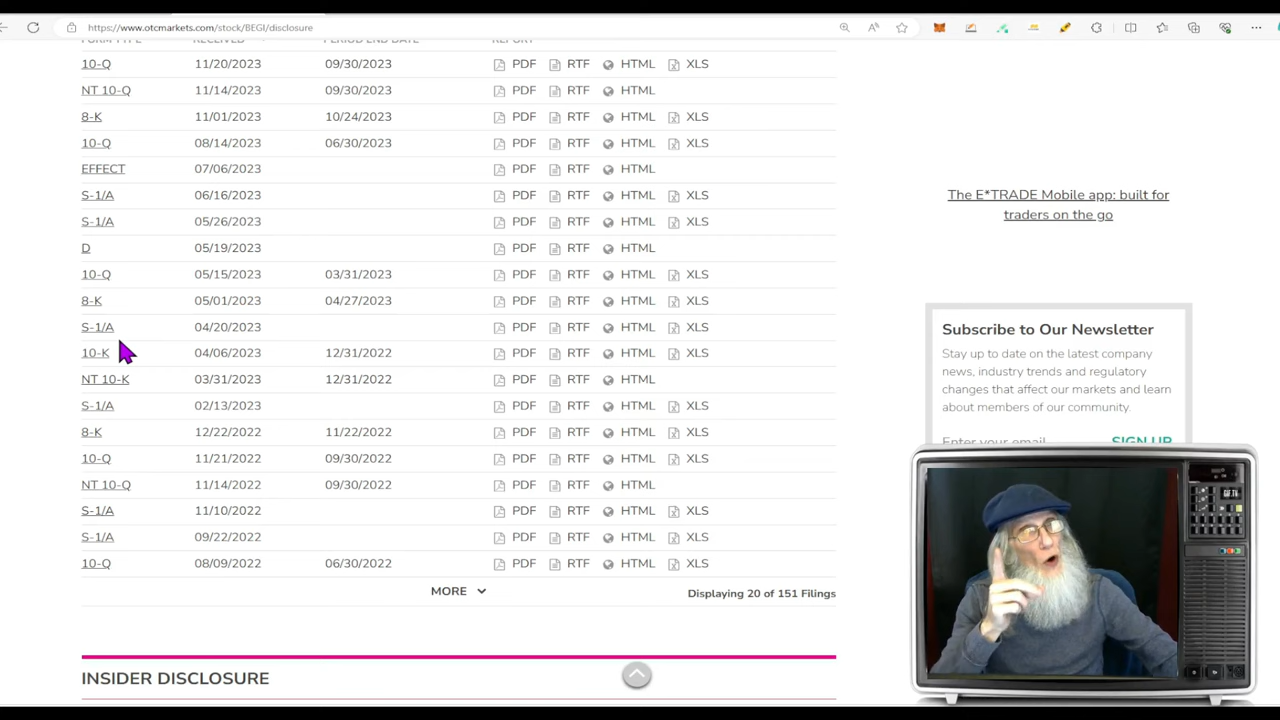 https://www.otcmarkets.com/stock/BEGI/disclosure
FORM TYPE RECEIVED PERIOD END DATE REPORT
10-Q 11/20/2023 09/30/2023 PDF RTF HTML XLS
NT 10-Q 11/14/2023 09/30/2023 PDF RTF HTML
8-K 11/01/2023 10/24/2023 PDF RTF HTML XLS
10-Q 08/14/2023 06/30/2023 PDF RTF HTML XLS
EFFECT 07/06/2023 PDF RTF HTML
S-1/A 06/16/2023 PDF RTF HTML XLS
S-1/A 05/26/2023 PDF RTF HTML XLS
D 05/19/2023 PDF RTF HTML
10-Q 05/15/2023 03/31/2023 PDF RTF HTML XLS
8-K 05/01/2023 04/27/2023 PDF RTF HTML XLS
S-1/A 04/20/2023 PDF RTF HTML XLS
10-K 04/06/2023 12/31/2022 PDF RTF HTML XLS
NT 10-K 03/31/2023 12/31/2022 PDF RTF HTML
S-1/A 02/13/2023 PDF RTF HTML XLS
8-K 12/22/2022 11/22/2022 PDF RTF HTML XLS
10-Q 11/21/2022 09/30/2022 PDF RTF HTML XLS
NT 10-Q 11/14/2022 09/30/2022 PDF RTF HTML
S-1/A 11/10/2022 PDF RTF HTML XLS
S-1/A 09/22/2022 PDF RTF HTML XLS
10-Q 08/09/2022 06/30/2022 PDF RTF HTML XLS
MORE
Displaying 20 of 151 Filings
INSIDER DISCLOSURE
The E*TRADE Mobile app: built for
traders on the go
Subscribe to Our Newsletter
Stay up to date on the latest company
news, industry trends and regulatory
changes that affect our markets and learn
about members of our community.
Enter your email SIGN UP
GIF.TV